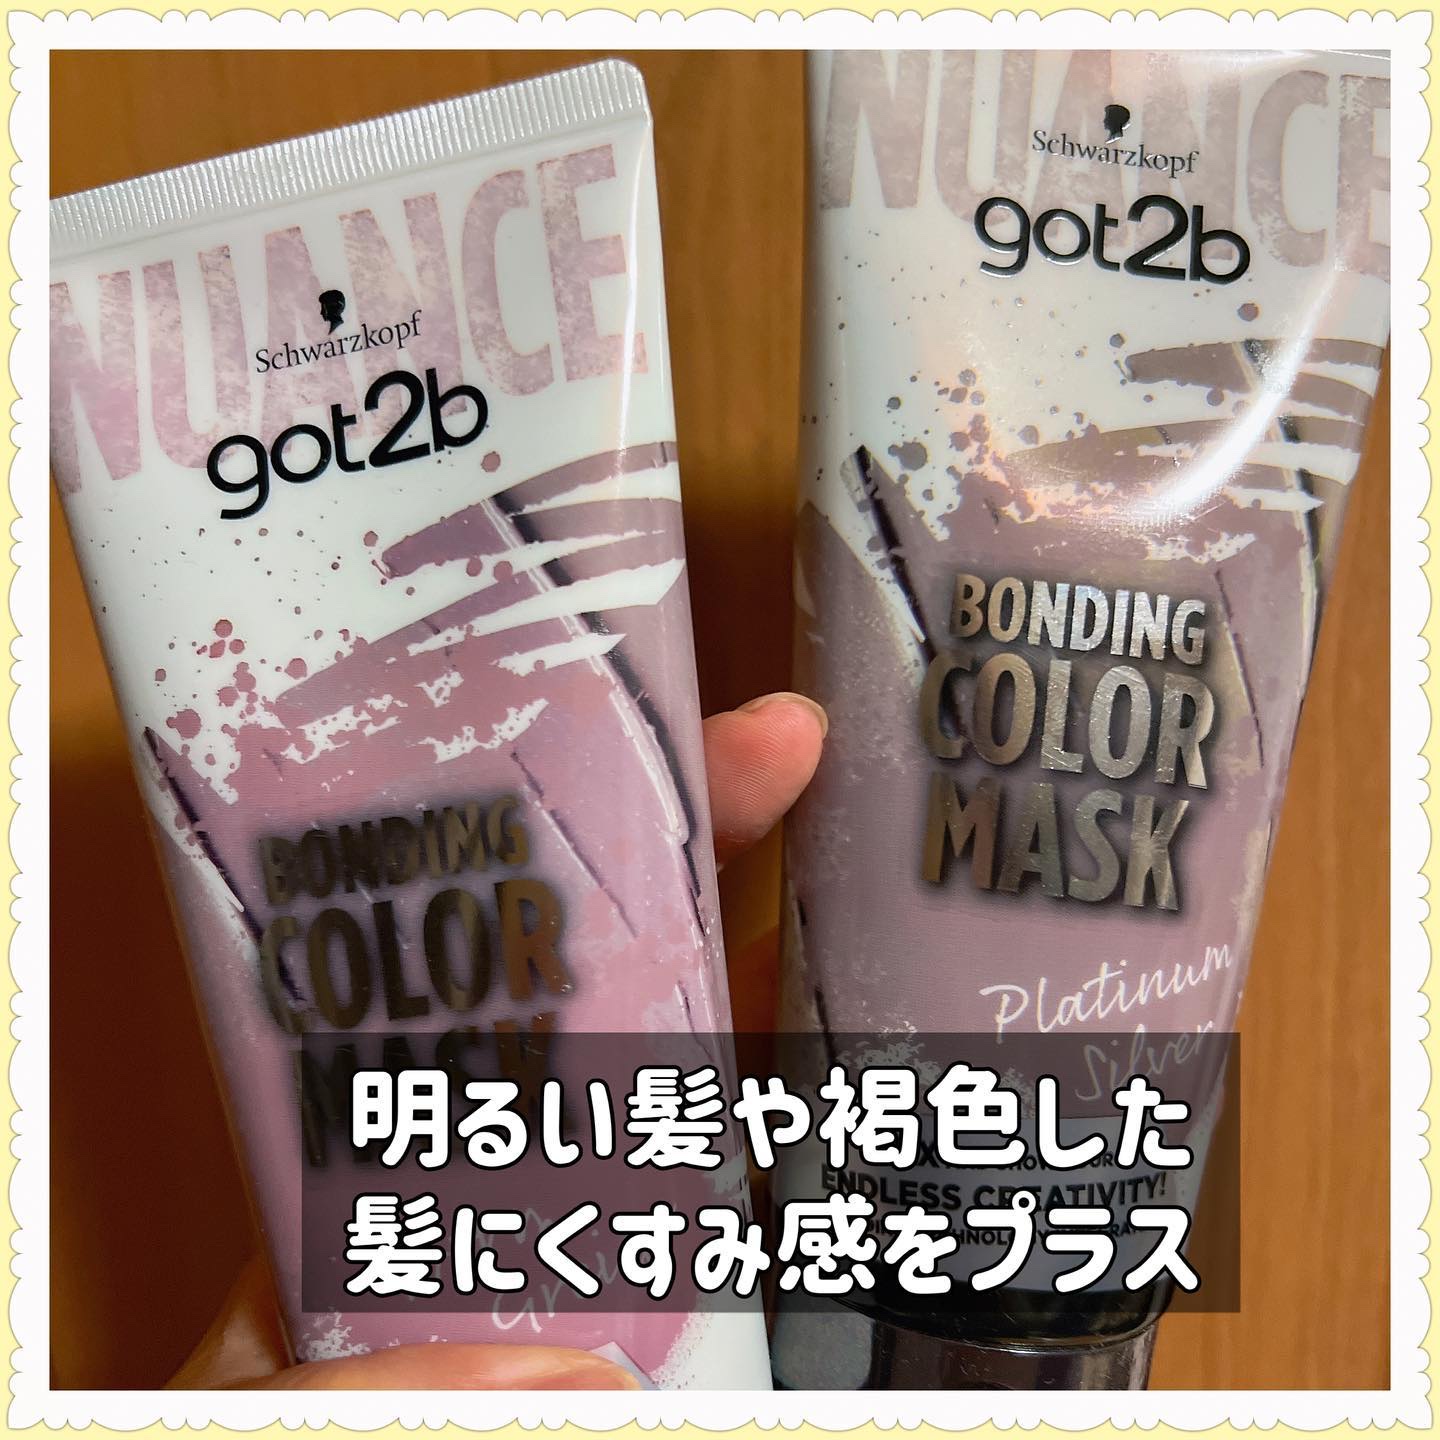 NUANCE
Schwarzkopf
got2b
BONDING
COLOR
MASK
NUANCE
Schwarzkopf
got2b
BONDING
COLOR
MASK
Platinum
Silver
ENDLESS CREATIVITY!
明るい髪や褐色した
髪にくすみ感をプラス